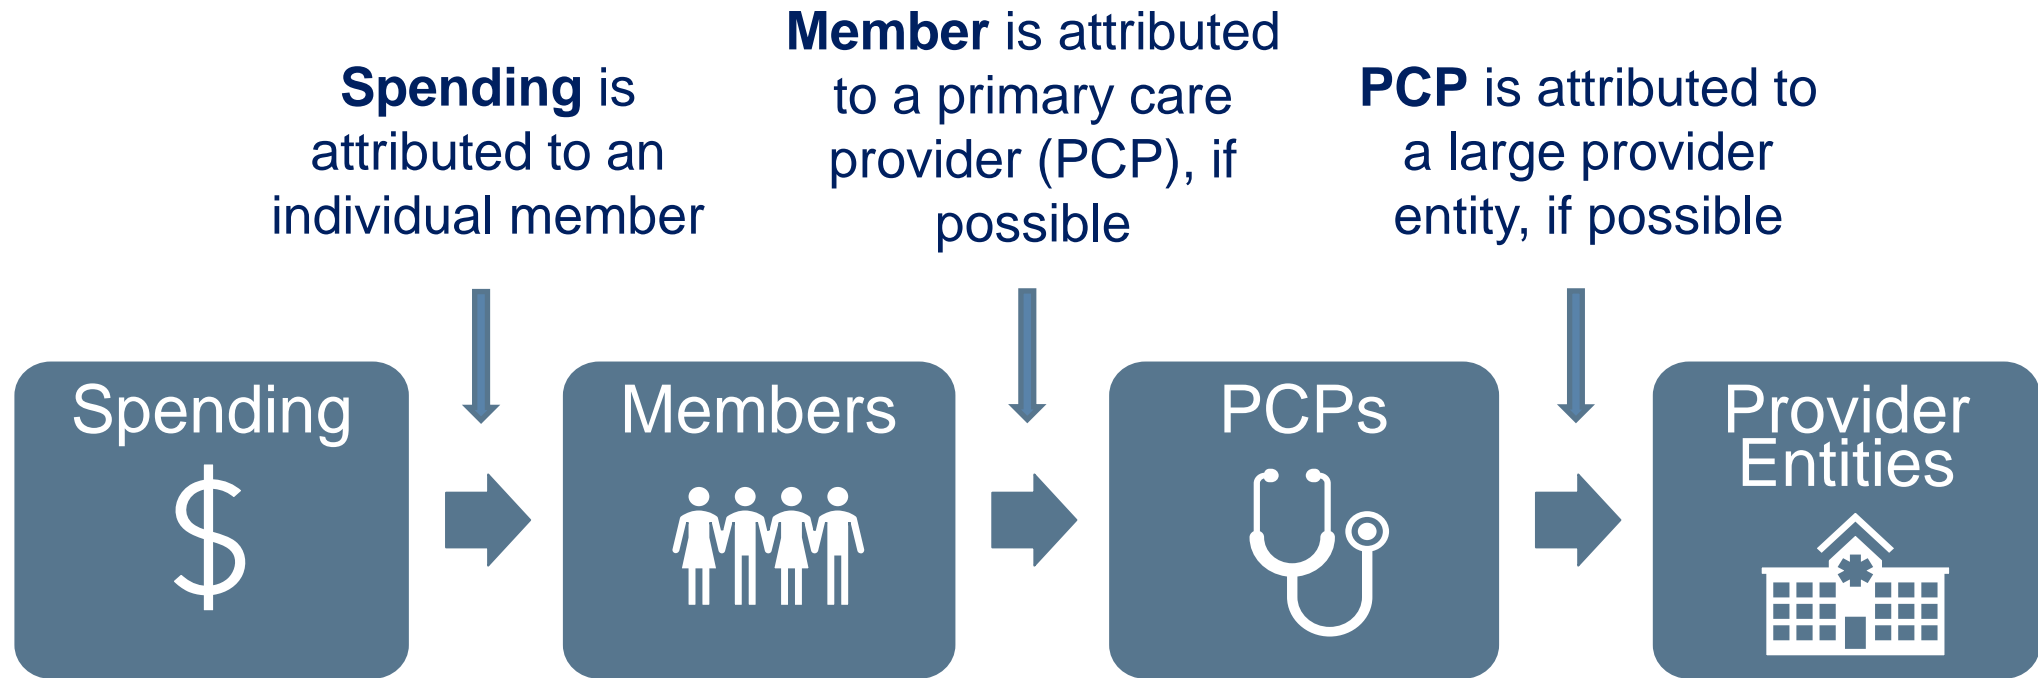 Spending is
attributed to an
individual member
Member is attributed
to a primary care
provider (PCP), if
possible
PCP is attributed to
a large provider
entity, if possible
Spending
$
Members
PCPs
Provider
Entities